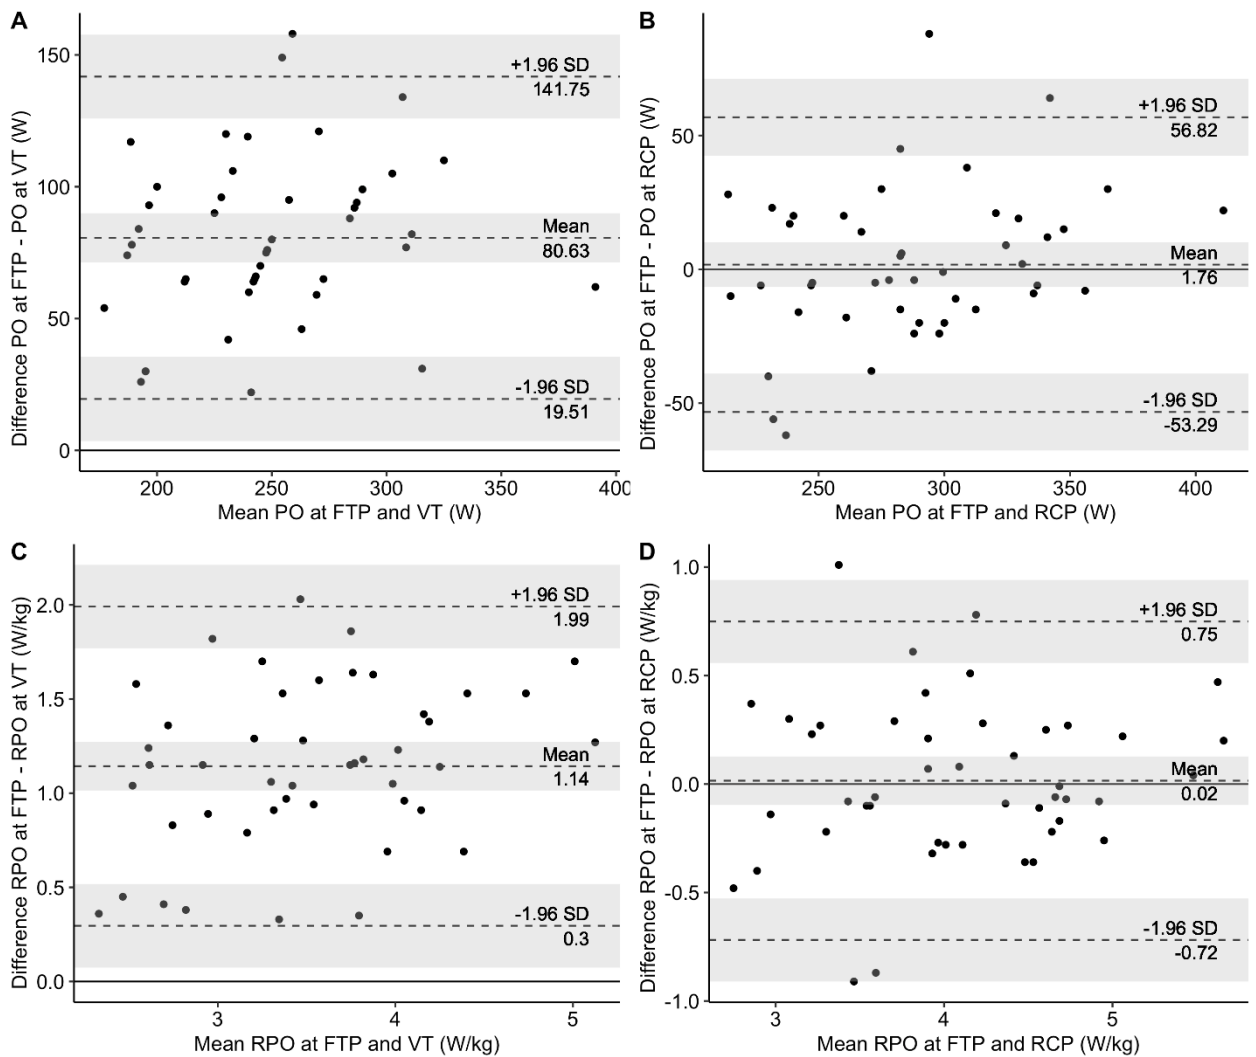 A
Difference PO at FTP - PO at VT (W)
150
100
50
0
+1.96 SD
141.75
Mean
80.63
-1.96 SD
19.51
200
250
300
350
400
Mean PO at FTP and VT (W)
B
Difference PO at FTP - PO at RCP (W)
50
0
-50
+1.96 SD
56.82
Mean
1.76
-1.96 SD
-53.29
250
300
350
400
Mean PO at FTP and RCP (W)
C
Difference RPO at FTP - RPO at VT (W/kg)
2.0
1.5
1.0
0.5
0.0
+1.96 SD
1.99
Mean
1.14
-1.96 SD
0.3
3
4
5
Mean RPO at FTP and VT (W/kg)
D
Difference RPO at FTP - RPO at RCP (W/kg)
1.0
0.5
0.0
-0.5
-1.0
+1.96 SD
0.75
Mean
0.02
-1.96 SD
-0.72
3
4
5
Mean RPO at FTP and RCP (W/kg)